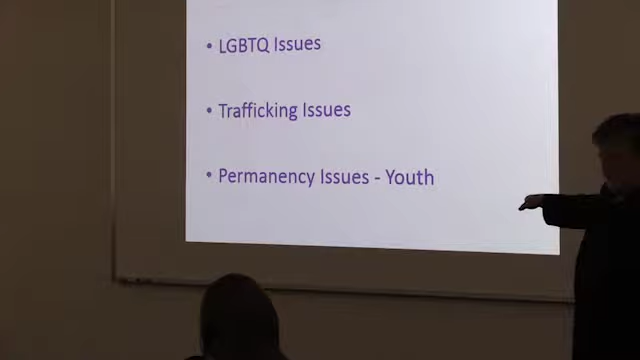 • LGBTQ Issues
• Trafficking Issues
• Permanency Issues - Youth